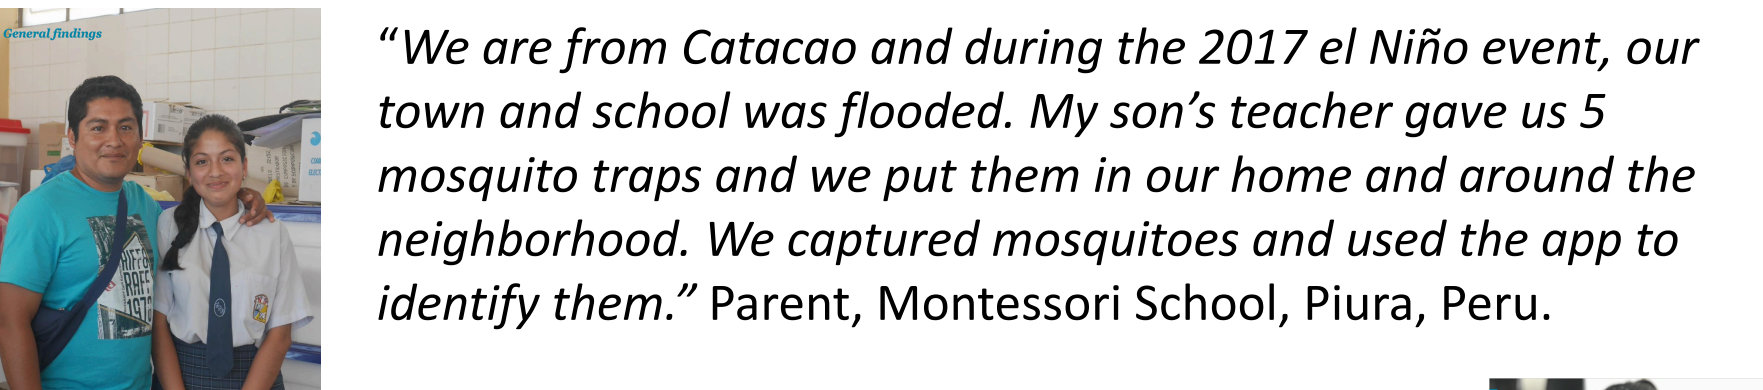 General findings
“We are from Catacao and during the 2017 el Niño event, our
town and school was flooded. My son’s teacher gave us 5
mosquito traps and we put them in our home and around the
neighborhood. We captured mosquitoes and used the app to
identify them.” Parent, Montessori School, Piura, Peru.